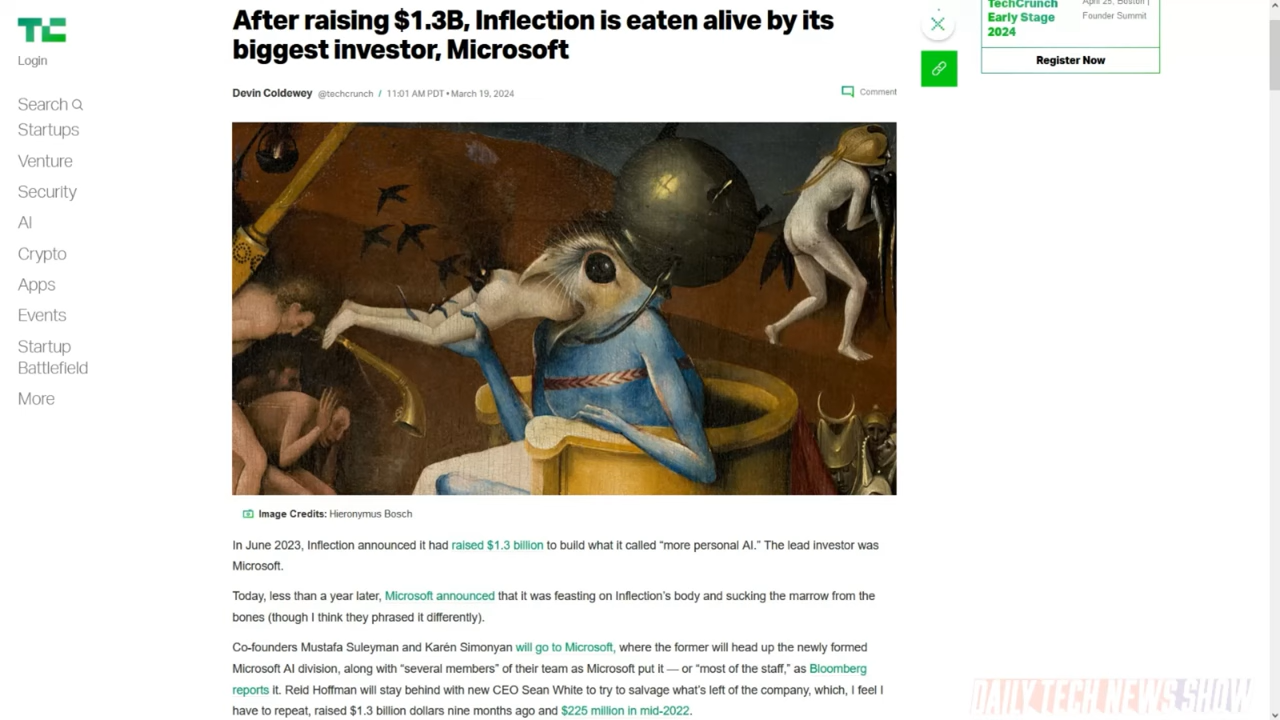 After raising $1.3B, Inflection is eaten alive by its
biggest investor, Microsoft
TechCrunch
Early Stage
2024
April 25, Boston |
Founder Summit
Register Now
TC
Login
Search
Startups
Venture
Security
AI
Crypto
Apps
Events
Startup
Battlefield
More
Devin Coldewey @techcrunch / 11:01 AM PDT • March 19, 2024
Comment
Image Credits: Hieronymus Bosch
In June 2023, Inflection announced it had raised $1.3 billion to build what it called “more personal AI.” The lead investor was
Microsoft.
Today, less than a year later, Microsoft announced that it was feasting on Inflection’s body and sucking the marrow from the
bones (though I think they phrased it differently).
Co-founders Mustafa Suleyman and Karén Simonyan will go to Microsoft, where the former will head up the newly formed
Microsoft AI division, along with “several members” of their team as Microsoft put it — or “most of the staff,” as Bloomberg
reports it. Reid Hoffman will stay behind with new CEO Sean White to try to salvage what’s left of the company, which, I feel I
have to repeat, raised $1.3 billion dollars nine months ago and $225 million in mid-2022.
DAILY TECH NEWS SHOW